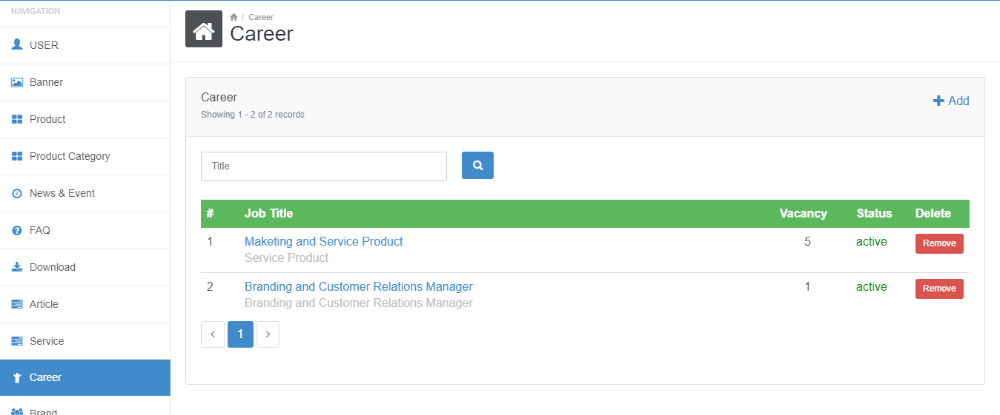 NAVIGATION
USER
Banner
Product
Product Category
News & Event
FAQ
Download
Article
Service
Career
Brand
/ Career
Career
Career
Showing 1 - 2 of 2 records
Add
Title
# Job Title Vacancy Status Delete
1 Maketing and Service Product 5 active Remove
Service Product
2 Branding and Customer Relations Manager 1 active Remove
Branding and Customer Relations Manager
< 1 >